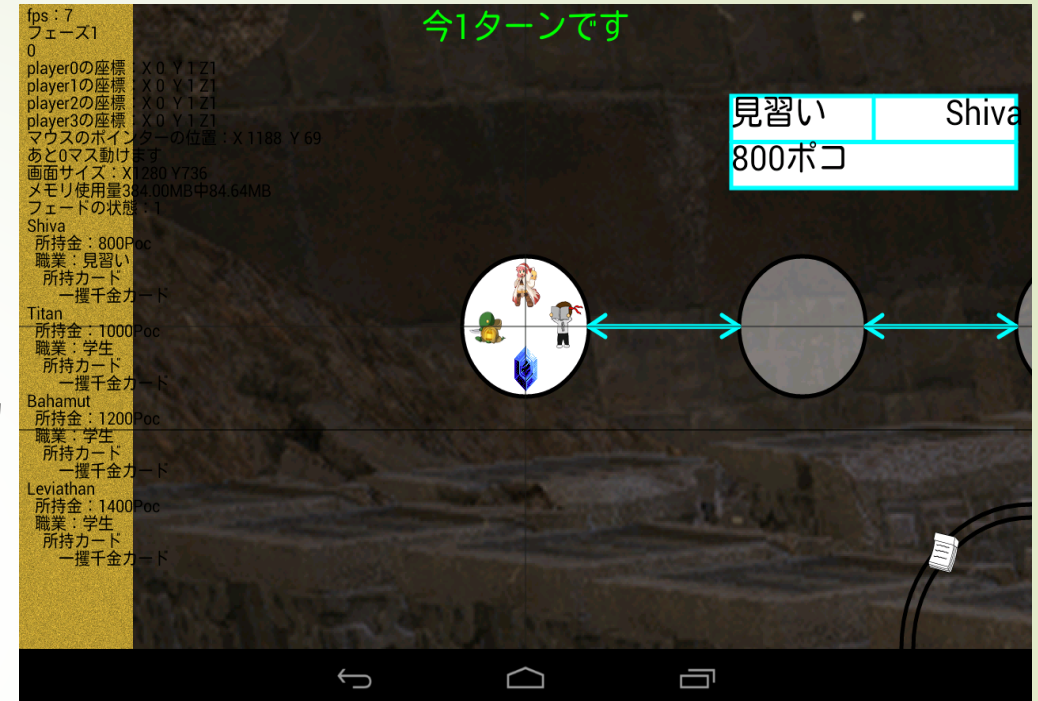 今1ターンです
fps：7
フェーズ1
0
player0の座標：X 0 Y 1 Z1
player1の座標：X 0 Y 1 Z1
player2の座標：X 0 Y 1 Z1
player3の座標：X 0 Y 1 Z1
マウスのポインターの位置：X 1188 Y 69
あと0マス動けます
画面サイズ：X1280 Y736
メモリ使用量384.00MB中84.64MB
フェードの状態：1
Shiva
所持金：800Poc
職業：見習い
所持カード
一攫千金カード
Titan
所持金：1000Poc
職業：学生
所持カード
一攫千金カード
Bahamut
所持金：1200Poc
職業：学生
所持カード
一攫千金カード
Leviathan
所持金：1400Poc
職業：学生
所持カード
一攫千金カード
見習い Shiva
800ポコ